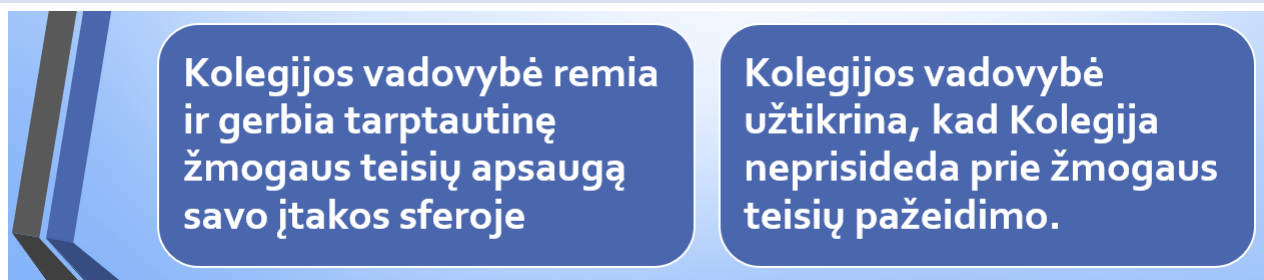 Kolegijos vadovybė remia
ir gerbia tarptautinę
žmogaus teisių apsaugą
savo įtakos sferoje
Kolegijos vadovybė
užtikrina, kad Kolegija
neprisideda prie žmogaus
teisių pažeidimo.